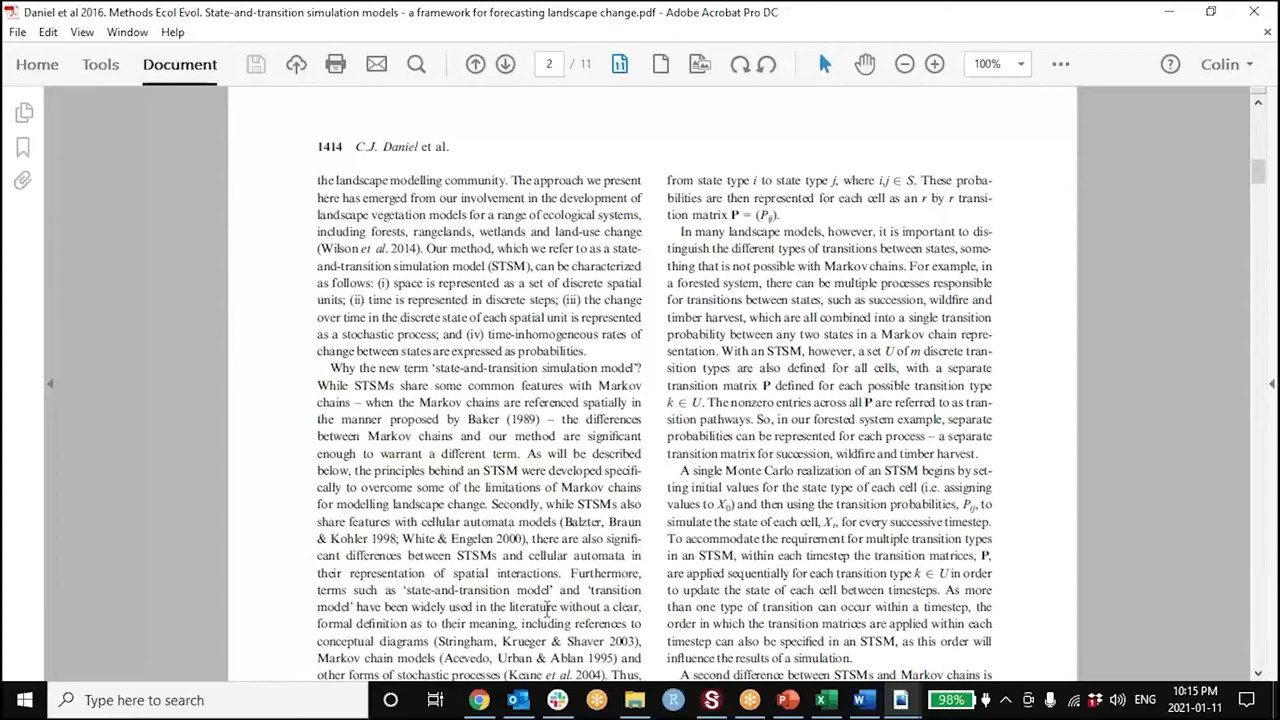 Daniel et al 2016. Methods Ecol Evol. State-and-transition simulation models - a framework for forecasting landscape change.pdf - Adobe Acrobat Pro DC
File Edit View Window Help
Home Tools Document 2 / 11 100% Colin
1414 C.J. Daniel et al.
the landscape modelling community. The approach we present
here has emerged from our involvement in the development of
landscape vegetation models for a range of ecological systems,
including forests, rangelands, wetlands and land-use change
(Wilson et al. 2014). Our method, which we refer to as a state-
and-transition simulation model (STSM), can be characterized
as follows: (i) space is represented as a set of discrete spatial
units; (ii) time is represented in discrete steps; (iii) the change
over time in the discrete state of each spatial unit is represented
as a stochastic process; and (iv) time-inhomogeneous rates of
change between states are expressed as probabilities.
Why the new term ‘state-and-transition simulation model’?
While STSMs share some common features with Markov
chains – when the Markov chains are referenced spatially in
the manner proposed by Baker (1989) – the differences
between Markov chains and our method are significant
enough to warrant a different term. As will be described
below, the principles behind an STSM were developed specifi-
cally to overcome some of the limitations of Markov chains
for modelling landscape change. Secondly, while STSMs also
share features with cellular automata models (Balzter, Braun
& Kohler 1998; White & Engelen 2000), there are also signifi-
cant differences between STSMs and cellular automata in
their representation of spatial interactions. Furthermore,
terms such as ‘state-and-transition model’ and ‘transition
model’ have been widely used in the literature without a clear,
formal definition as to their meaning, including references to
conceptual diagrams (Stringham, Krueger & Shaver 2003),
Markov chain models (Acevedo, Urban & Ablan 1995) and
other forms of stochastic processes (Keane et al. 2004). Thus,
from state type i to state type j, where i,j ∈ S. These proba-
bilities are then represented for each cell as an r by r transi-
tion matrix P = (Pij).
In many landscape models, however, it is important to dis-
tinguish the different types of transitions between states, some-
thing that is not possible with Markov chains. For example, in
a forested system, there can be multiple processes responsible
for transitions between states, such as succession, wildfire and
timber harvest, which are all combined into a single transition
probability between any two states in a Markov chain repre-
sentation. With an STSM, however, a set U of m discrete tran-
sition types are also defined for all cells, with a separate
transition matrix P defined for each possible transition type
k ∈ U. The nonzero entries across all P are referred to as tran-
sition pathways. So, in our forested system example, separate
probabilities can be represented for each process – a separate
transition matrix for succession, wildfire and timber harvest.
A single Monte Carlo realization of an STSM begins by set-
ting initial values for the state type of each cell (i.e. assigning
values to X0) and then using the transition probabilities, Pij, to
simulate the state of each cell, Xt, for every successive timestep.
To accommodate the requirement for multiple transition types
in an STSM, within each timestep the transition matrices, P,
are applied sequentially for each transition type k ∈ U in order
to update the state of each cell between timesteps. As more
than one type of transition can occur within a timestep, the
order in which the transition matrices are applied within each
timestep can also be specified in an STSM, as this order will
influence the results of a simulation.
A second difference between STSMs and Markov chains is
Type here to search 98% ENG 10:15 PM
2021-01-11